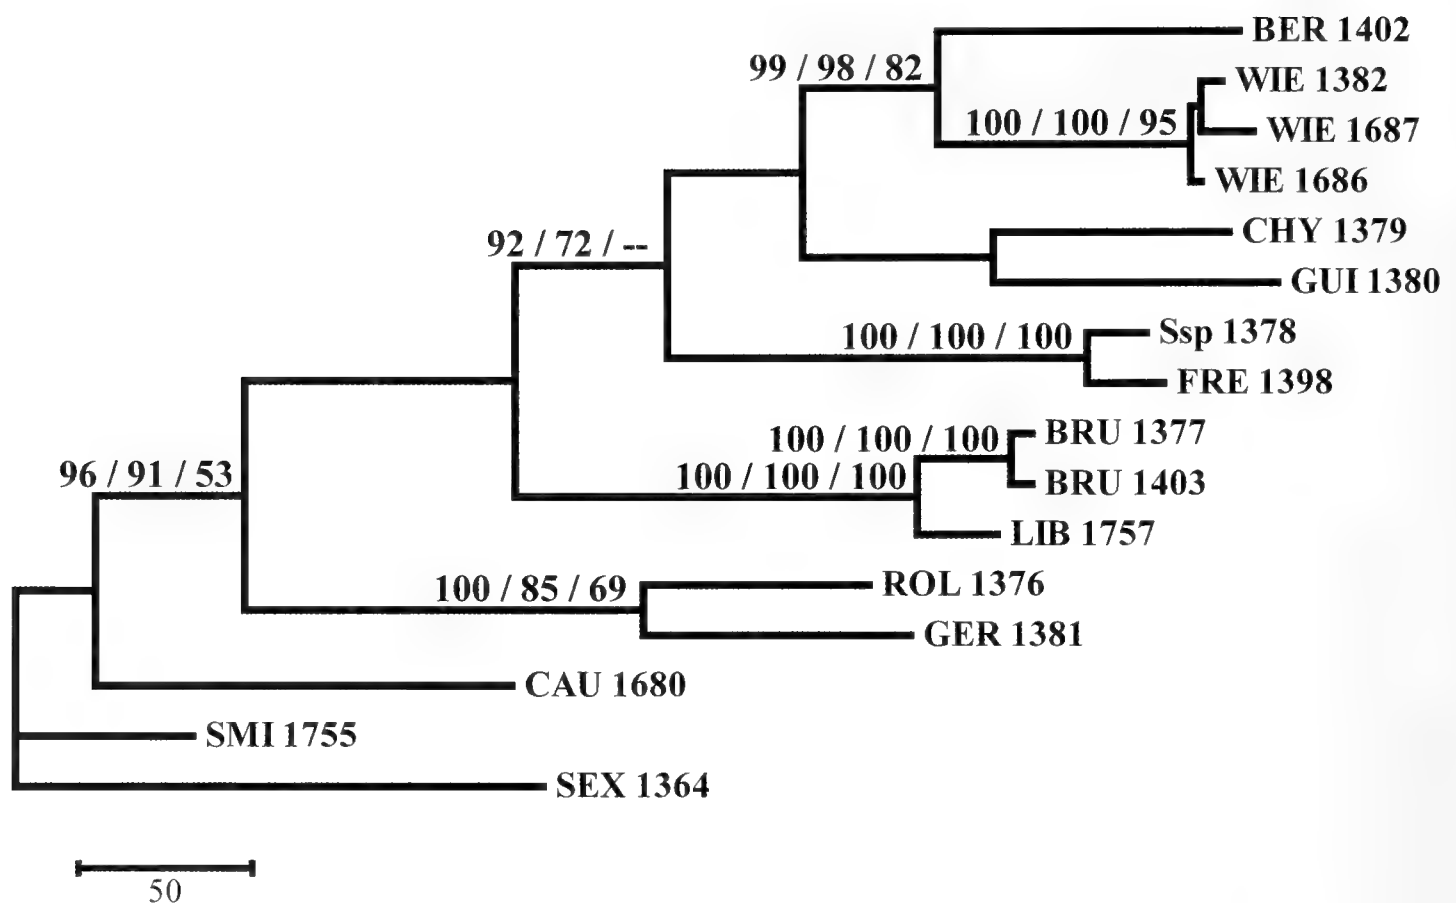 BER 1402
99 / 98 / 82
WIE 1382
100 / 100 / 95
WIE 1687
WIE 1686
CHY 1379
92 / 72 / --
GUI 1380
100 / 100 / 100
Ssp 1378
FRE 1398
100 / 100 / 100
BRU 1377
96 / 91 / 53
100 / 100 / 100
BRU 1403
LIB 1757
100 / 85 / 69
ROL 1376
GER 1381
CAU 1680
SMI 1755
SEX 1364
50